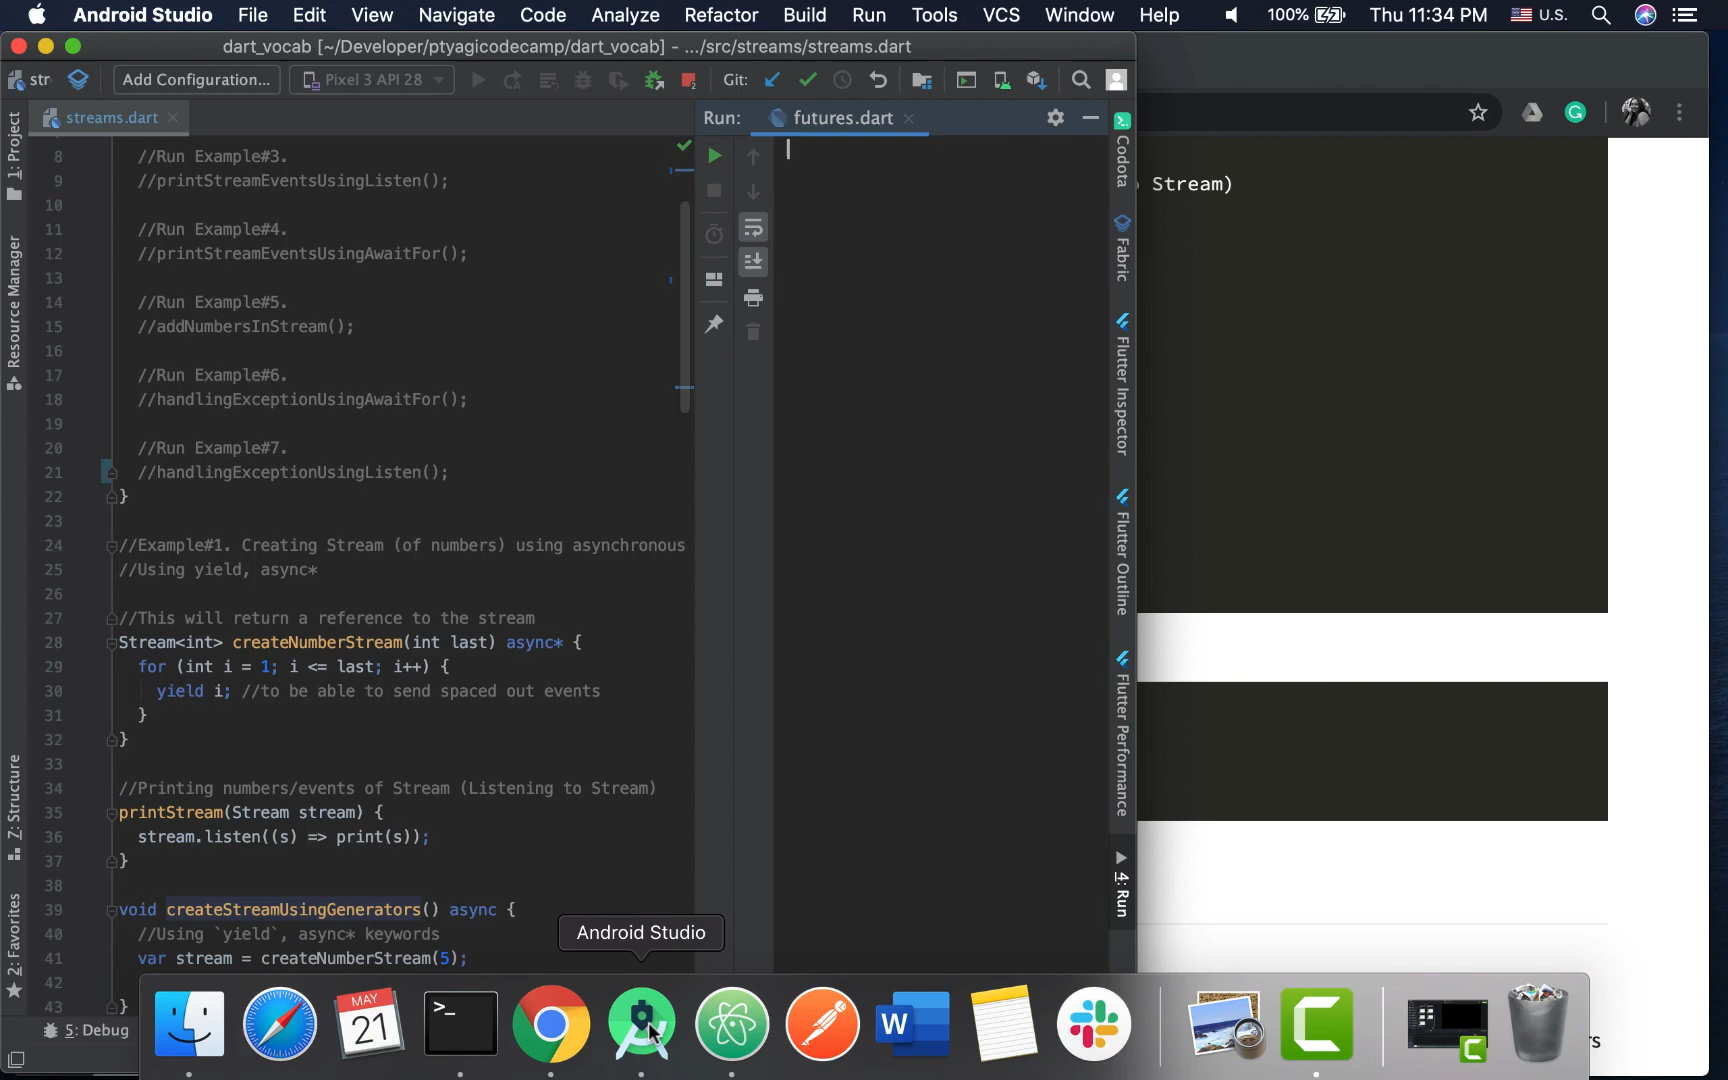 Android Studio File Edit View Navigate Code Analyze Refactor Build Run Tools VCS Window Help 100% Thu 11:34 PM U.S.
dart_vocab [~/Developer/ptyagicodecamp/dart_vocab] - .../src/streams/streams.dart
str Add Configuration... Pixel 3 API 28 Git:
streams.dart
Run: futures.dart
1: Project
Resource Manager
Z: Structure
2: Favorites
8 //Run Example#3.
9 //printStreamEventsUsingListen();
10
11 //Run Example#4.
12 //printStreamEventsUsingAwaitFor();
13
14 //Run Example#5.
15 //addNumbersInStream();
16
17 //Run Example#6.
18 //handlingExceptionUsingAwaitFor();
19
20 //Run Example#7.
21 //handlingExceptionUsingListen();
22 }
23
24 //Example#1. Creating Stream (of numbers) using asynchronous
25 //Using yield, async*
26
27 //This will return a reference to the stream
28 Stream<int> createNumberStream(int last) async* {
29 for (int i = 1; i <= last; i++) {
30 yield i; //to be able to send spaced out events
31 }
32 }
33
34 //Printing numbers/events of Stream (Listening to Stream)
35 printStream(Stream stream) {
36 stream.listen((s) => print(s));
37 }
38
39 void createStreamUsingGenerators() async {
40 //Using `yield`, async* keywords
41 var stream = createNumberStream(5);
42
43 }
Codota
Fabric
Flutter Inspector
Flutter Outline
Flutter Performance
4: Run
Stream)
Android Studio
5: Debug
MAY
21
>_
W
rs